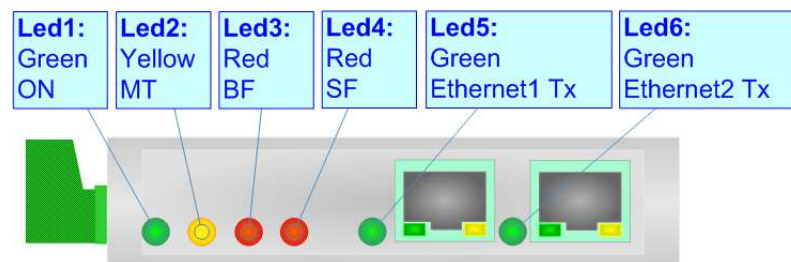 Led1:
Green
ON
Led2:
Yellow
MT
Led3:
Red
BF
Led4:
Red
SF
Led5:
Green
Ethernet1 Tx
Led6:
Green
Ethernet2 Tx